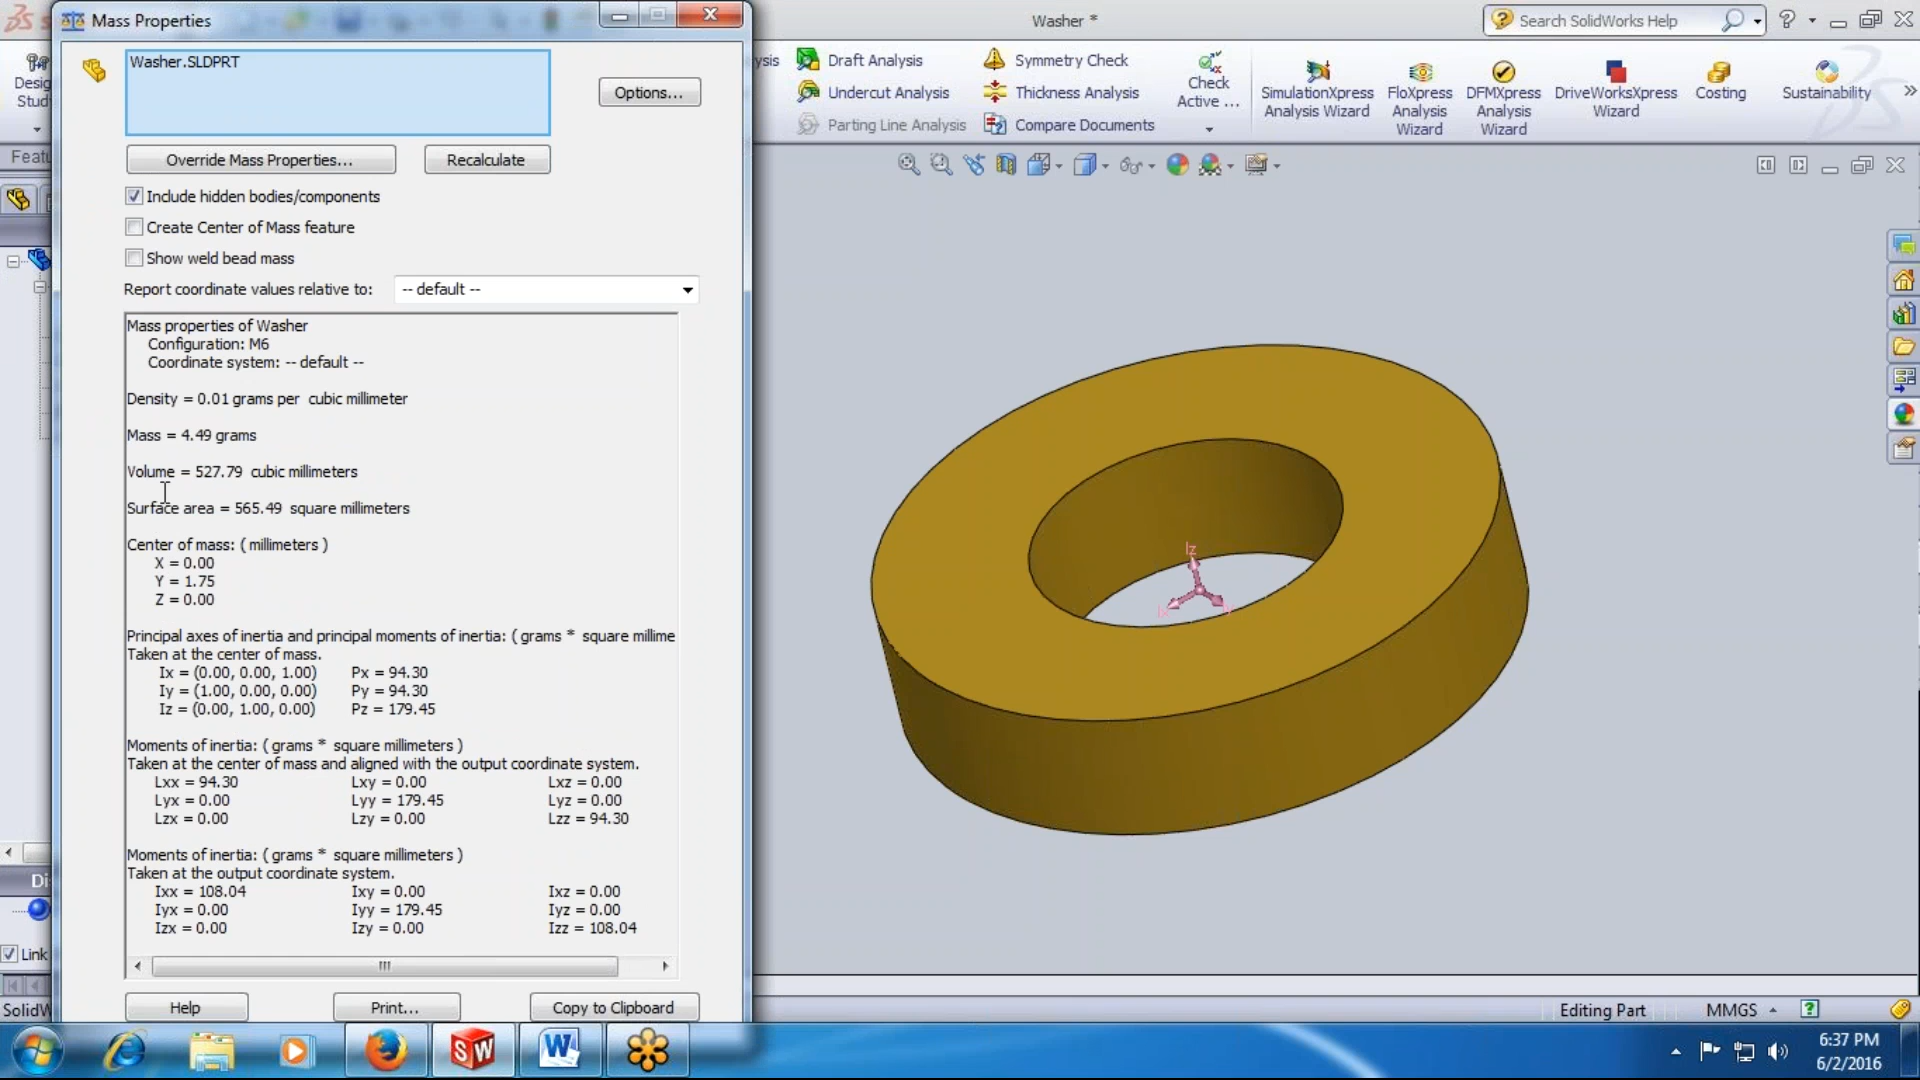 Mass Properties
Washer *
Search SolidWorks Help
Washer.SLDPRT
Options...
Override Mass Properties...
Recalculate
Include hidden bodies/components
Create Center of Mass feature
Show weld bead mass
Report coordinate values relative to:
-- default --
Mass properties of Washer
Configuration: M6
Coordinate system: -- default --
Density = 0.01 grams per cubic millimeter
Mass = 4.49 grams
Volume = 527.79 cubic millimeters
Surface area = 565.49 square millimeters
Center of mass: ( millimeters )
X = 0.00
Y = 1.75
Z = 0.00
Principal axes of inertia and principal moments of inertia: ( grams * square millime
Taken at the center of mass.
Ix = (0.00, 0.00, 1.00) Px = 94.30
Iy = (1.00, 0.00, 0.00) Py = 94.30
Iz = (0.00, 1.00, 0.00) Pz = 179.45
Moments of inertia: ( grams * square millimeters )
Taken at the center of mass and aligned with the output coordinate system.
Lxx = 94.30 Lxy = 0.00 Lxz = 0.00
Lyx = 0.00 Lyy = 179.45 Lyz = 0.00
Lzx = 0.00 Lzy = 0.00 Lzz = 94.30
Moments of inertia: ( grams * square millimeters )
Taken at the output coordinate system.
Ixx = 108.04 Ixy = 0.00 Ixz = 0.00
Iyx = 0.00 Iyy = 179.45 Iyz = 0.00
Izx = 0.00 Izy = 0.00 Izz = 108.04
Help
Print...
Copy to Clipboard
Desig
Stud
Featu
Di
Link
SolidW
ysis
Draft Analysis
Undercut Analysis
Parting Line Analysis
Symmetry Check
Thickness Analysis
Compare Documents
Check
Active ...
SimulationXpress
Analysis Wizard
FloXpress
Analysis
Wizard
DFMXpress
Analysis
Wizard
DriveWorksXpress
Wizard
Costing
Sustainability
Iz
Editing Part
MMGS
SW
W
6:37 PM
6/2/2016